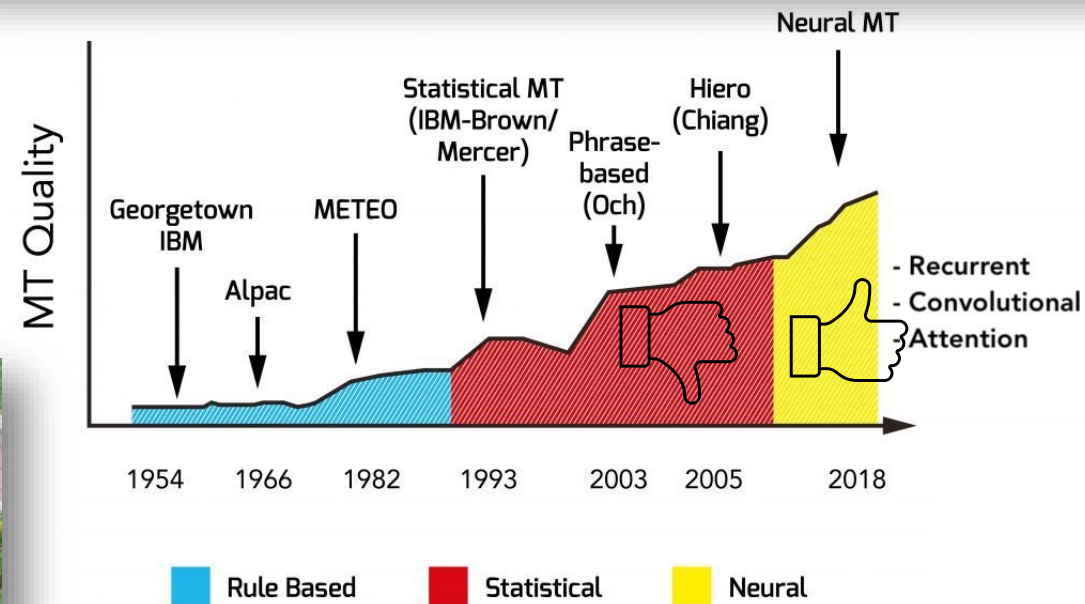 Neural MT
Statistical MT
(IBM-Brown/
Mercer)
Hiero
(Chiang)
Phrase-
based
(Och)
Georgetown
IBM
METEO
Alpac
MT Quality
- Recurrent
- Convolutional
- Attention
1954 1966 1982 1993 2003 2005 2018
Rule Based Statistical Neural